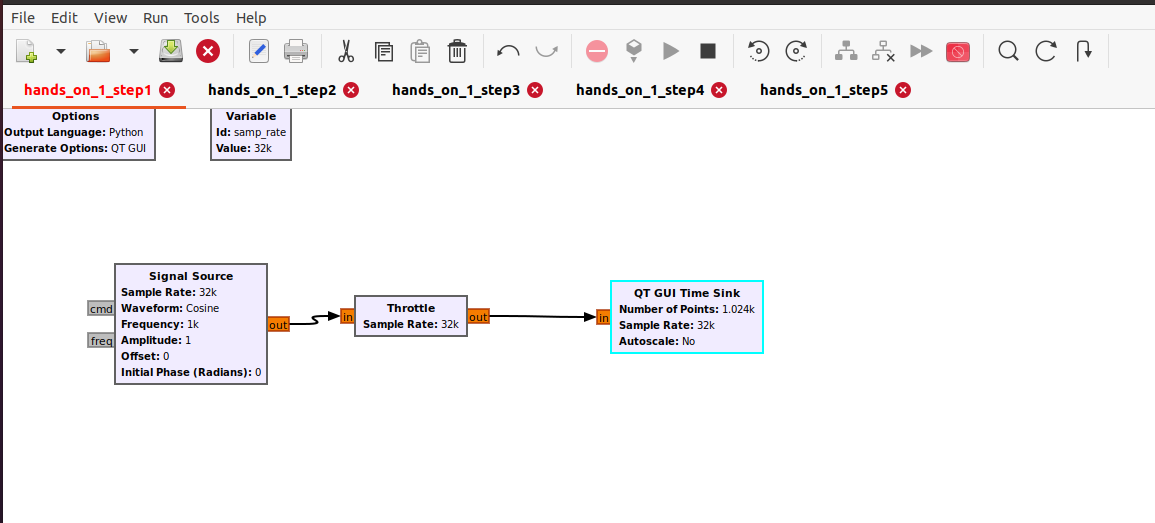 File Edit View Run Tools Help
hands_on_1_step1 hands_on_1_step2 hands_on_1_step3 hands_on_1_step4 hands_on_1_step5
Options
Output Language: Python
Generate Options: QT GUI
Variable
Id: samp_rate
Value: 32k
cmd
freq
Signal Source
Sample Rate: 32k
Waveform: Cosine
Frequency: 1k
Amplitude: 1
Offset: 0
Initial Phase (Radians): 0
out
in
Throttle
Sample Rate: 32k
out
in
QT GUI Time Sink
Number of Points: 1.024k
Sample Rate: 32k
Autoscale: No